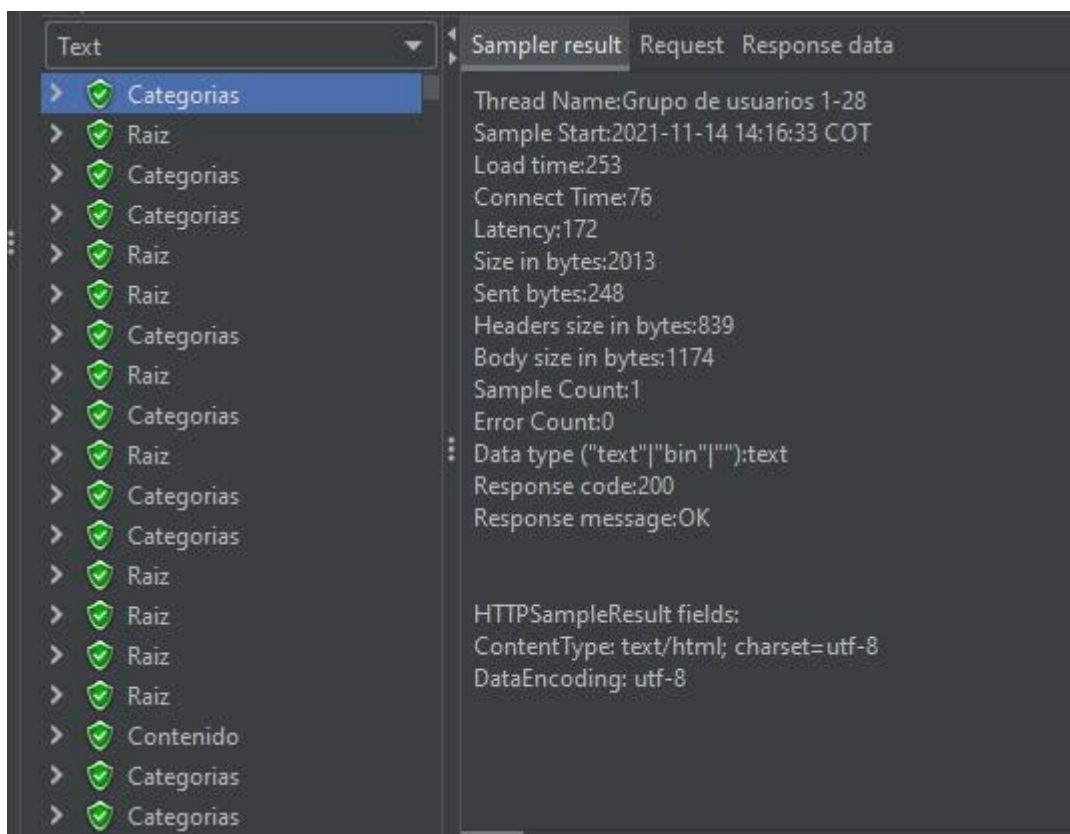 Text
Categorias
Raiz
Categorias
Categorias
Raiz
Raiz
Categorias
Raiz
Categorias
Raiz
Categorias
Categorias
Raiz
Raiz
Raiz
Raiz
Contenido
Categorias
Categorias
Sampler result Request Response data
Thread Name:Grupo de usuarios 1-28
Sample Start:2021-11-14 14:16:33 COT
Load time:253
Connect Time:76
Latency:172
Size in bytes:2013
Sent bytes:248
Headers size in bytes:839
Body size in bytes:1174
Sample Count:1
Error Count:0
Data type ("text"|"bin"|""):text
Response code:200
Response message:OK
HTTPSampleResult fields:
ContentType: text/html; charset=utf-8
DataEncoding: utf-8